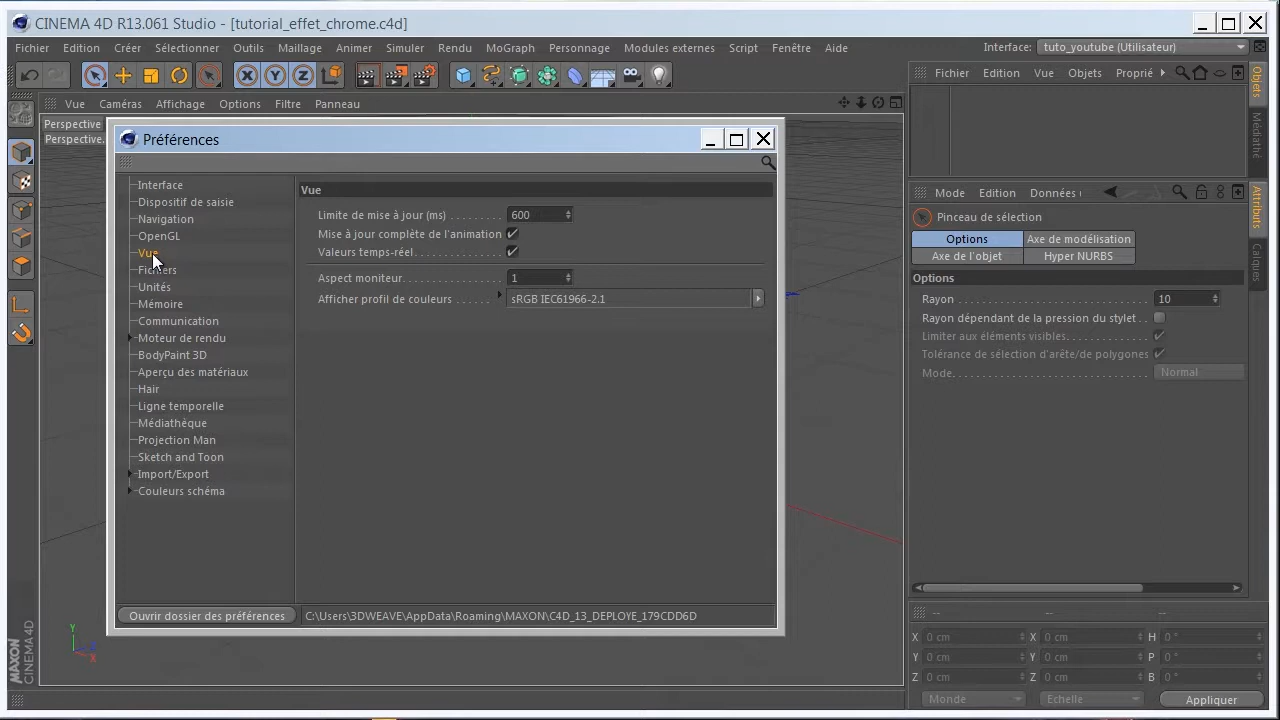 CINEMA 4D R13.061 Studio - [tutorial_effet_chrome.c4d]
Fichier Edition Créer Sélectionner Outils Maillage Animer Simuler Rendu MoGraph Personnage Modules externes Script Fenêtre Aide Interface: tuto_youtube (Utilisateur)
X Y Z
Vue Caméras Affichage Options Filtre Panneau
Perspective
Perspective.
Préférences
Interface
Dispositif de saisie
Navigation
OpenGL
Vue
Fichiers
Unités
Mémoire
Communication
Moteur de rendu
BodyPaint 3D
Aperçu des matériaux
Hair
Ligne temporelle
Médiathèque
Projection Man
Sketch and Toon
Import/Export
Couleurs schéma
Vue
Limite de mise à jour (ms) 600
Mise à jour complête de l'animation
Valeurs temps-réel
Aspect moniteur 1
Afficher profil de couleurs sRGB IEC61966-2.1
Ouvrir dossier des préférences C:\Users\3DWEAVE\AppData\Roaming\MAXON\C4D_13_DEPLOYE_179CDD6D
Y
Z
X
MAXON
CINEMA 4D
Fichier Edition Vue Objets Proprié
Objets
Médiathè
Mode Edition Données
Attributs
Calques
Pinceau de sélection
Options Axe de modélisation
Axe de l'objet Hyper NURBS
Options
Rayon 10
Rayon dépendant de la pression du stylet
Limiter aux éléments visibles
Tolérance de sélection d'arête/de polygones
Mode Normal
-- -- --
X 0 cm X 0 cm H 0 °
Y 0 cm Y 0 cm P 0 °
Z 0 cm Z 0 cm B 0 °
Monde Echelle Appliquer